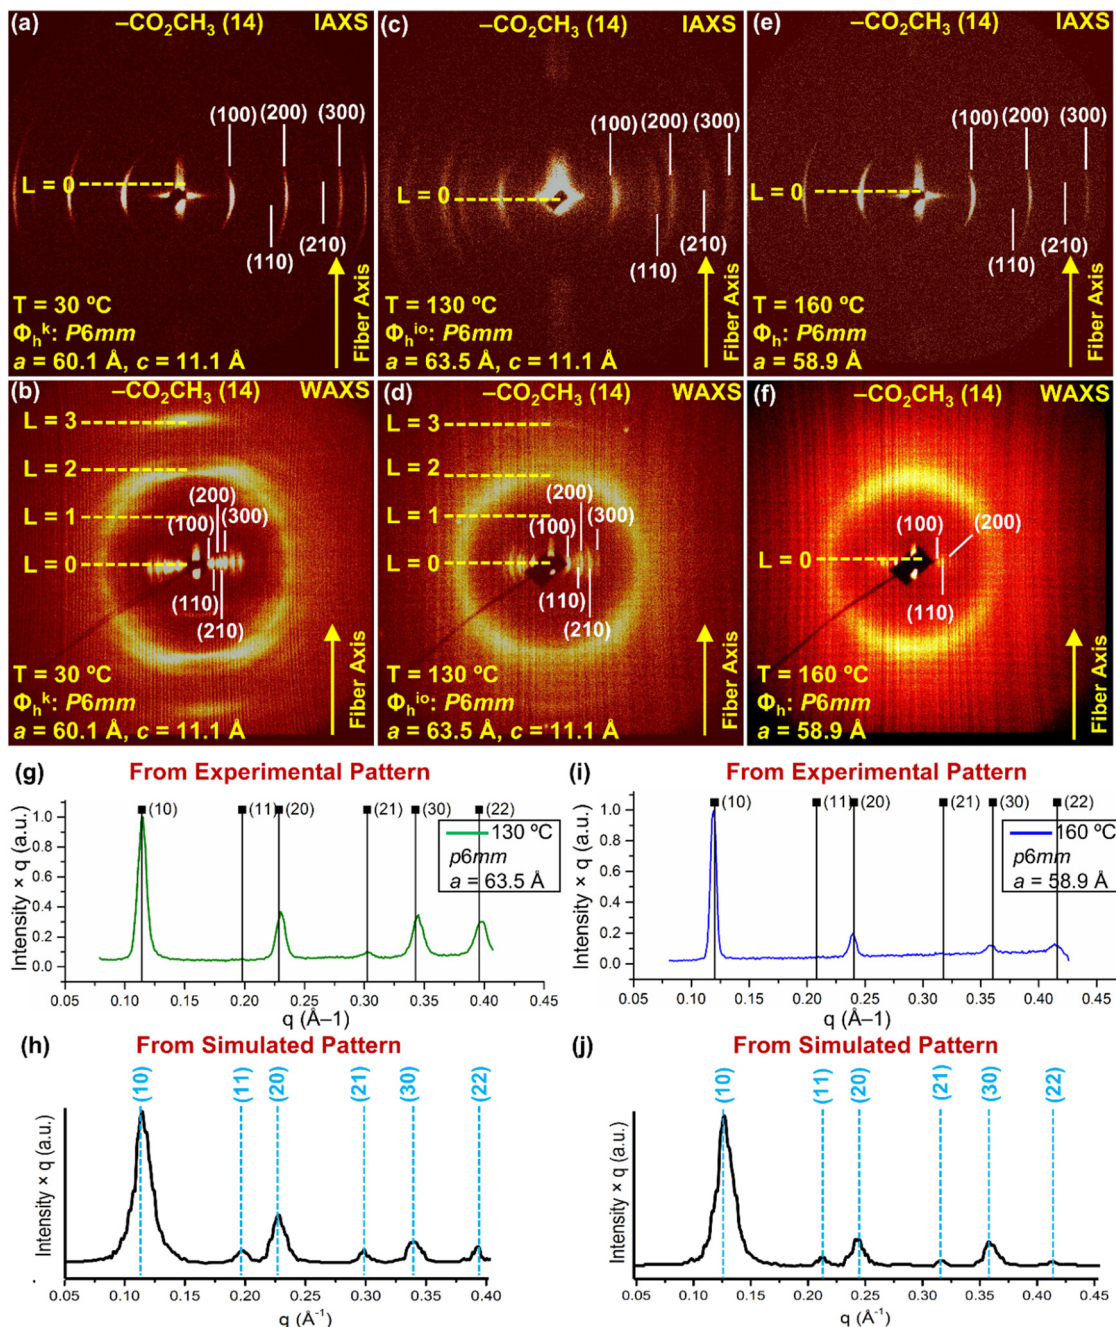 (a) –CO₂CH₃ (14) IAXS
(100) (200) (300)
L = 0
(110) (210)
T = 30 ºC
Φₕᵏ: P6mm
a = 60.1 Å, c = 11.1 Å
Fiber Axis
(c) –CO₂CH₃ (14) IAXS
(100) (200) (300)
L = 0
(110) (210)
T = 130 ºC
Φₕⁱᵒ: P6mm
a = 63.5 Å, c = 11.1 Å
Fiber Axis
(e) –CO₂CH₃ (14) IAXS
(100) (200) (300)
L = 0
(110) (210)
T = 160 ºC
Φₕ: P6mm
a = 58.9 Å
Fiber Axis
(b) –CO₂CH₃ (14) WAXS
L = 3
L = 2
L = 1
L = 0
(100) (200) (300)
(110) (210)
T = 30 ºC
Φₕᵏ: P6mm
a = 60.1 Å, c = 11.1 Å
Fiber Axis
(d) –CO₂CH₃ (14) WAXS
L = 3
L = 2
L = 1
L = 0
(100) (200) (300)
(110) (210)
T = 130 ºC
Φₕⁱᵒ: P6mm
a = 63.5 Å, c = 11.1 Å
Fiber Axis
(f) –CO₂CH₃ (14) WAXS
(100) (200)
L = 0
(110)
T = 160 ºC
Φₕ: P6mm
a = 58.9 Å
Fiber Axis
(g) From Experimental Pattern
(10) (11) (20) (21) (30) (22)
130 ºC
p6mm
a = 63.5 Å
Intensity × q (a.u.)
1.0
0.8
0.6
0.4
0.2
0.0
0.05 0.10 0.15 0.20 0.25 0.30 0.35 0.40 0.45
q (Å–1)
(i) From Experimental Pattern
(10) (11) (20) (21) (30) (22)
160 ºC
p6mm
a = 58.9 Å
Intensity × q (a.u.)
1.0
0.8
0.6
0.4
0.2
0.0
0.05 0.10 0.15 0.20 0.25 0.30 0.35 0.40 0.45
q (Å–1)
(h) From Simulated Pattern
(10) (11) (20) (21) (30) (22)
Intensity × q (a.u.)
0.05 0.10 0.15 0.20 0.25 0.30 0.35 0.40
q (Å⁻¹)
(j) From Simulated Pattern
(10) (11) (20) (21) (30) (22)
Intensity × q (a.u.)
0.05 0.10 0.15 0.20 0.25 0.30 0.35 0.40 0.45
q (Å⁻¹)